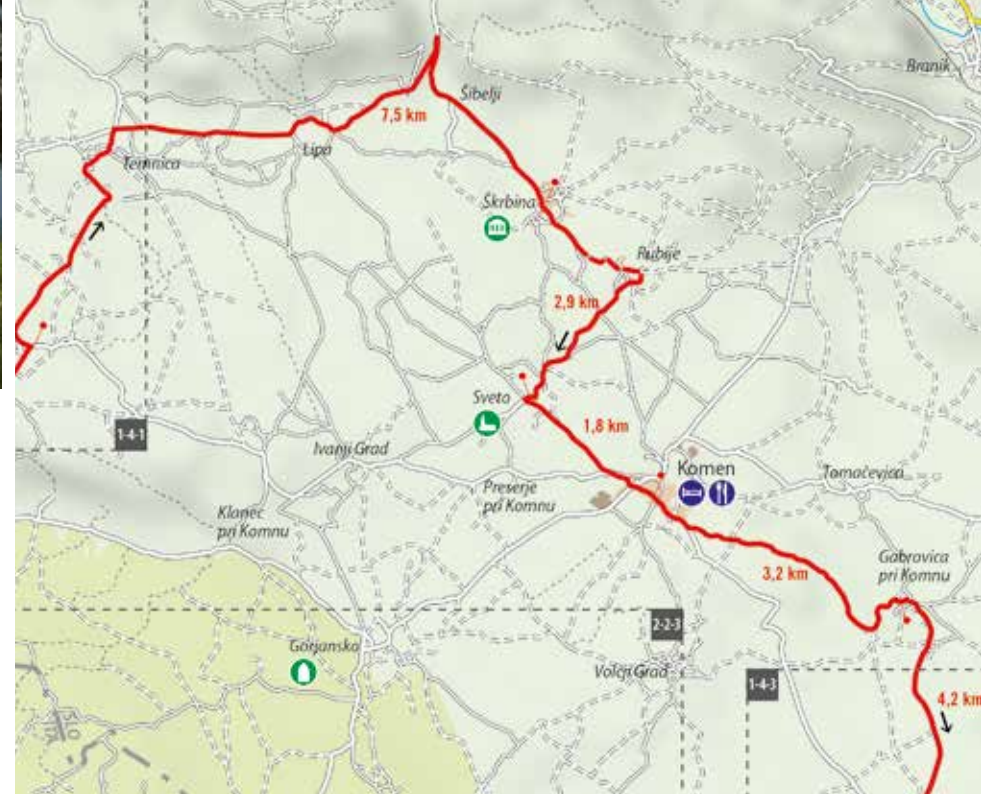 Branik
Šibelji
7,5 km
Lipa
Temnica
Škrbina
Rubije
2,9 km
Sveto
1,8 km
1-4-1
Ivanji Grad
Komen
Tomačevica
Preserje
pri Komnu
Klanec
pri Komnu
Gabrovica
pri Komnu
3,2 km
2-2-3
Gorjansko
Volčji Grad
1-4-3
4,2 km